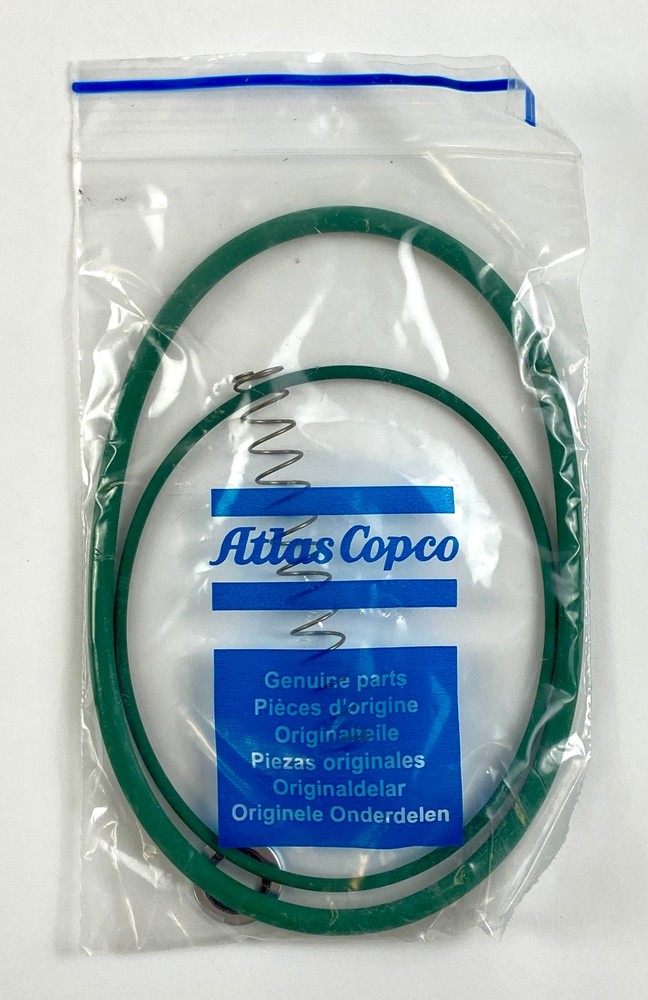 Atlas Copco
Genuine parts
Pièces d'origine
Originalteile
Piezas originales
Originaldelar
Originele Onderdelen